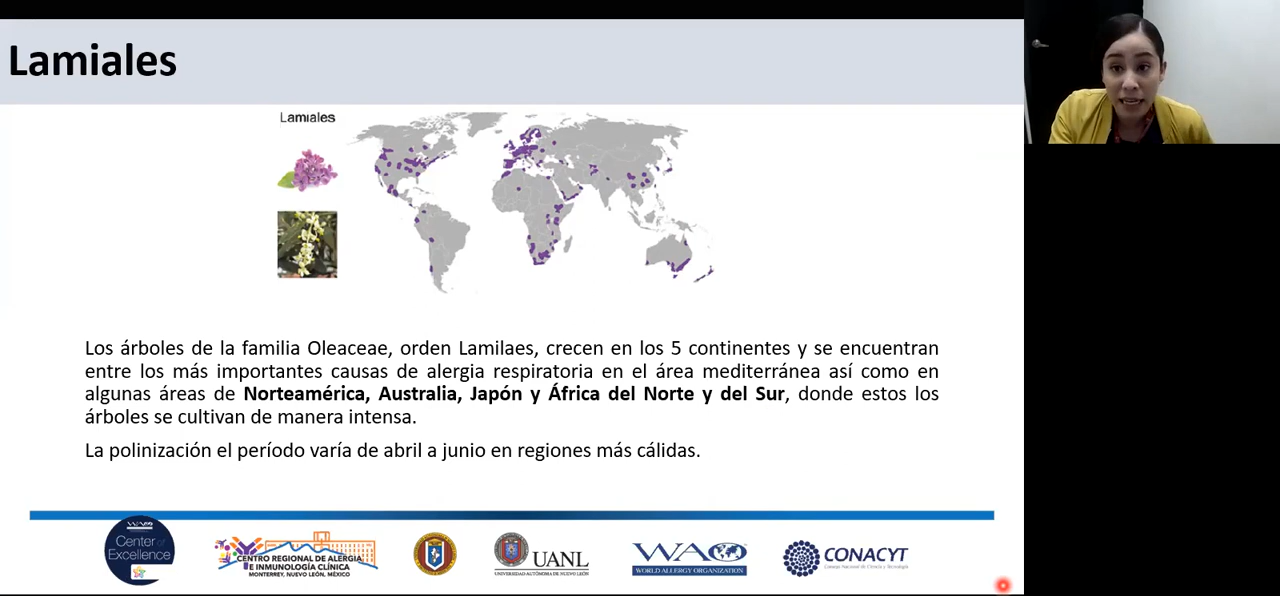 Lamiales
Lamiales
Los árboles de la familia Oleaceae, orden Lamilaes, crecen en los 5 continentes y se encuentran
entre los más importantes causas de alergia respiratoria en el área mediterránea así como en
algunas áreas de Norteamérica, Australia, Japón y África del Norte y del Sur, donde estos los
árboles se cultivan de manera intensa.
La polinización el período varía de abril a junio en regiones más cálidas.
Center of
Excellence
CENTRO REGIONAL DE ALERGIA
E INMUNOLOGÍA CLÍNICA
MONTERREY, NUEVO LEÓN, MÉXICO
UANL
UNIVERSIDAD AUTÓNOMA DE NUEVO LEÓN
WAO
WORLD ALLERGY ORGANIZATION
CONACYT
Consejo Nacional de Ciencia y Tecnología